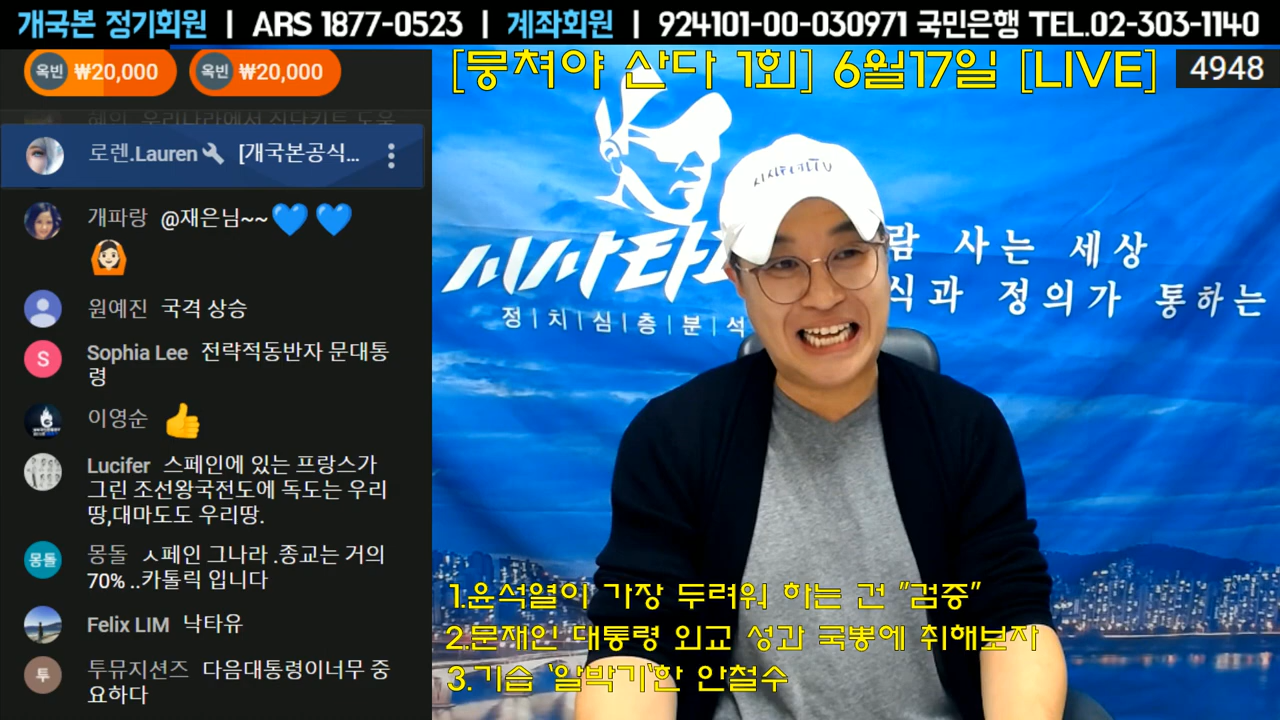 개국본 정기회원 | ARS 1877-0523 | 계좌회원 | 924101-00-030971 국민은행 TEL.02-303-1140
옥빈 ₩20,000 옥빈 ₩20,000
[뭉쳐야 산다 1회] 6월17일 [LIVE]
4948
로렌.Lauren [개국본공식...
개파랑 @재은님~~💙💙
🙆🏻
원예진 국격 상승
Sophia Lee 전략적동반자 문대통
령
이영순 👍
Lucifer 스페인에 있는 프랑스가
그린 조선왕국전도에 독도는 우리
땅,대마도도 우리땅.
몽돌 몽돌 ㅅ페인 그나라 .종교는 거의
70% ..카톨릭 입니다
Felix LIM 낙타유
투 투뮤지션즈 다음대통령이너무 중
요하다
시사타파TV
시사타
정|치|심|층|분|석
람 사는 세상
식과 정의가 통하는
1.윤석열이 가장 두려워 하는 건 "검증"
2.문재인 대통령 외교 성과 국뽕에 취해보자
3.기습 '알박기'한 안철수